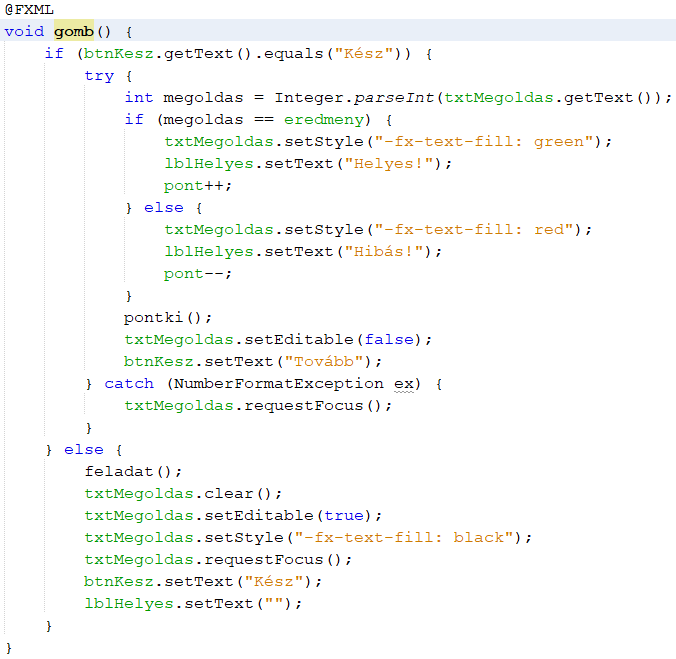 @FXML
void gomb() {
    if (btnKesz.getText().equals("Kész")) {
        try {
            int megoldas = Integer.parseInt(txtMegoldas.getText());
            if (megoldas == eredmeny) {
                txtMegoldas.setStyle("-fx-text-fill: green");
                lblHelyes.setText("Helyes!");
                pont++;
            } else {
                txtMegoldas.setStyle("-fx-text-fill: red");
                lblHelyes.setText("Hibás!");
                pont--;
            }
            pontki();
            txtMegoldas.setEditable(false);
            btnKesz.setText("Tovább");
        } catch (NumberFormatException ex) {
            txtMegoldas.requestFocus();
        }
    } else {
        feladat();
        txtMegoldas.clear();
        txtMegoldas.setEditable(true);
        txtMegoldas.setStyle("-fx-text-fill: black");
        txtMegoldas.requestFocus();
        btnKesz.setText("Kész");
        lblHelyes.setText("");
    }
}